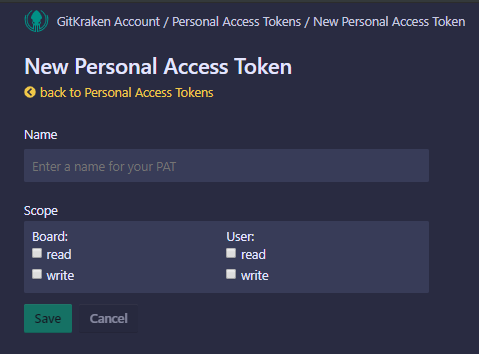 GitKraken Account / Personal Access Tokens / New Personal Access Token
New Personal Access Token
back to Personal Access Tokens
Name
Enter a name for your PAT
Scope
Board: User:
read read
write write
Save Cancel